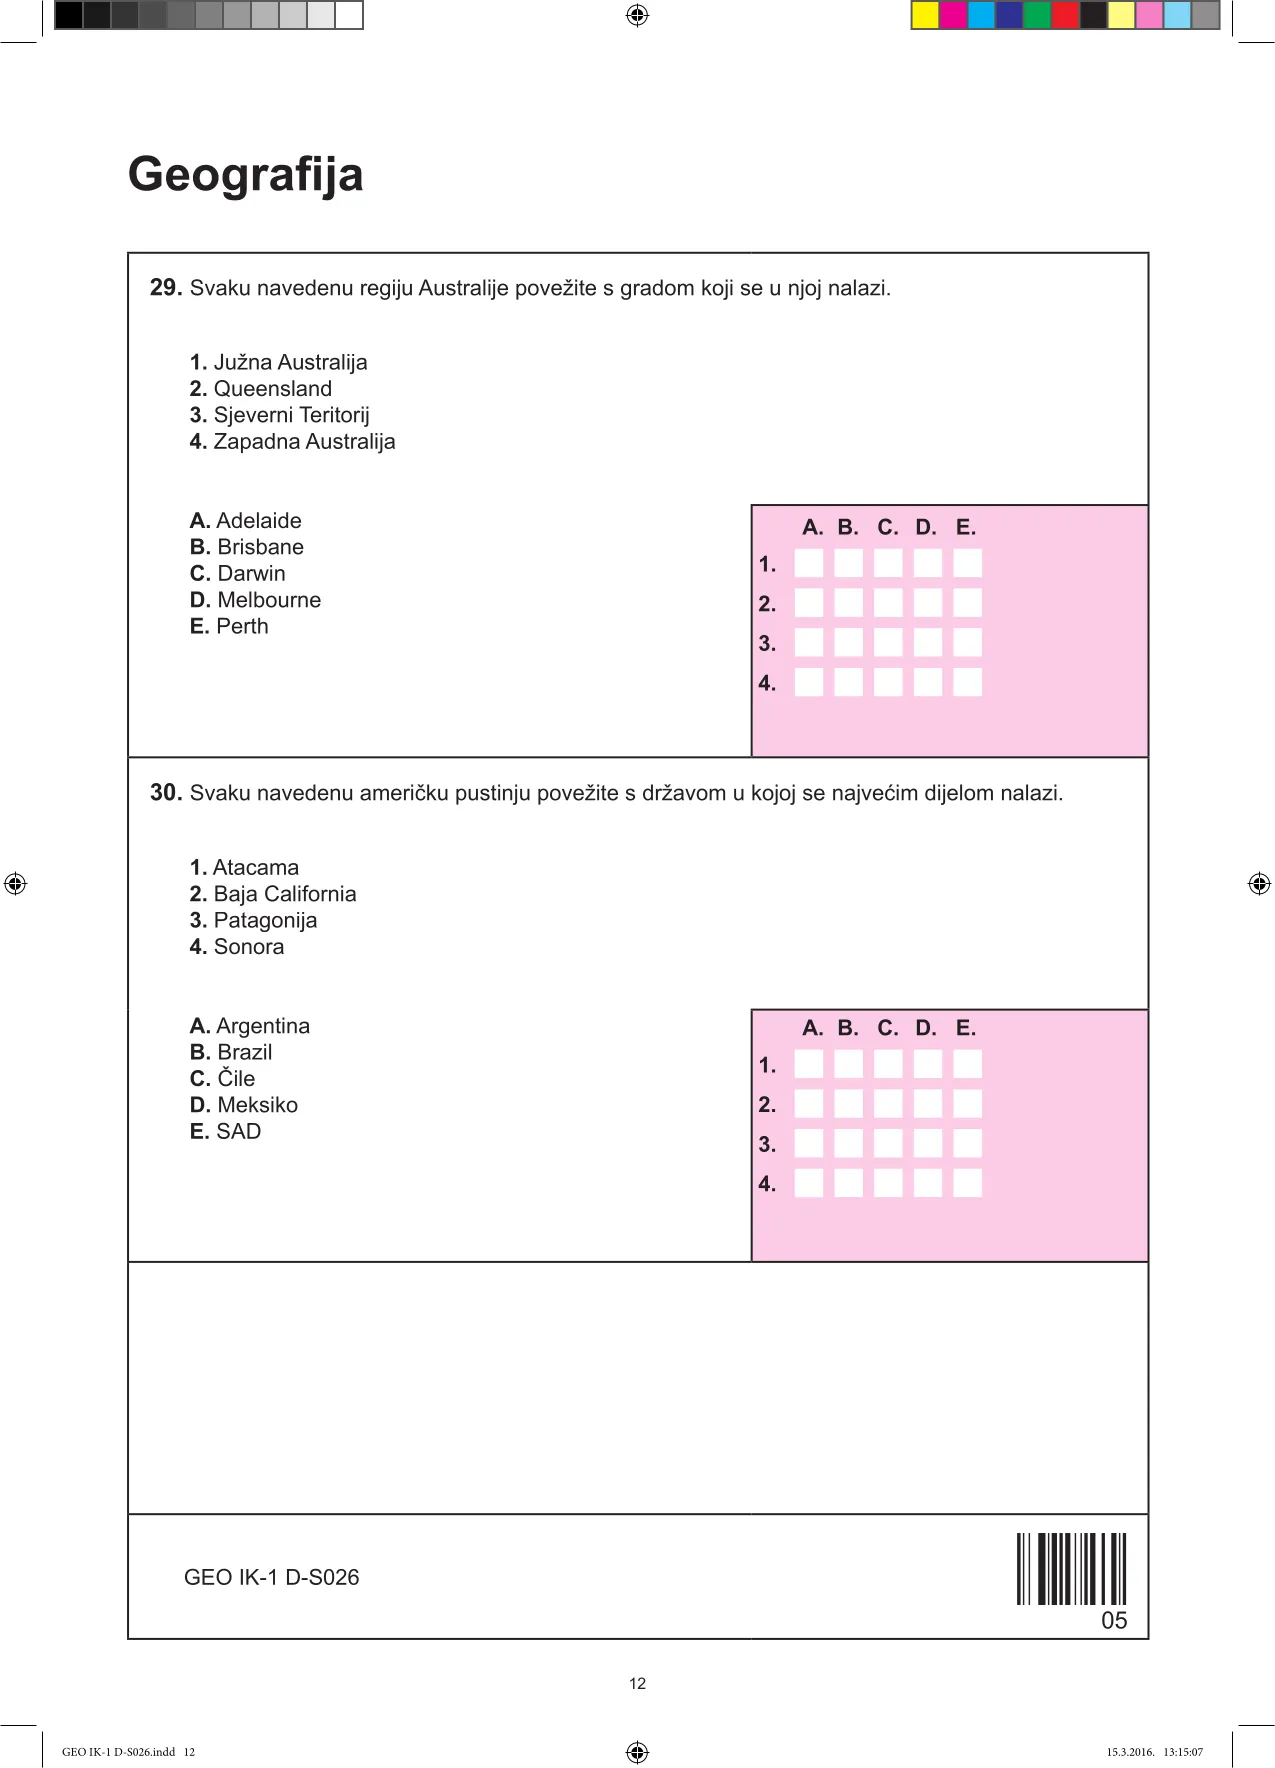 Geografija
29. Svaku navedenu regiju Australije povežite s gradom koji se u njoj nalazi.
1. Južna Australija
2. Queensland
3. Sjeverni Teritorij
4. Zapadna Australija
A. Adelaide
B. Brisbane
C. Darwin
D. Melbourne
E. Perth
A. B. C. D. E.
1.
2.
3.
4.
30. Svaku navedenu američku pustinju povežite s državom u kojoj se najvećim dijelom nalazi.
1. Atacama
2. Baja California
3. Patagonija
4. Sonora
A. Argentina
B. Brazil
C. Čile
D. Meksiko
E. SAD
A. B. C. D. E.
1.
2.
3.
4.
GEO IK-1 D-S026
05
12
GEO IK-1 D-S026.indd 12
15.3.2016. 13:15:07